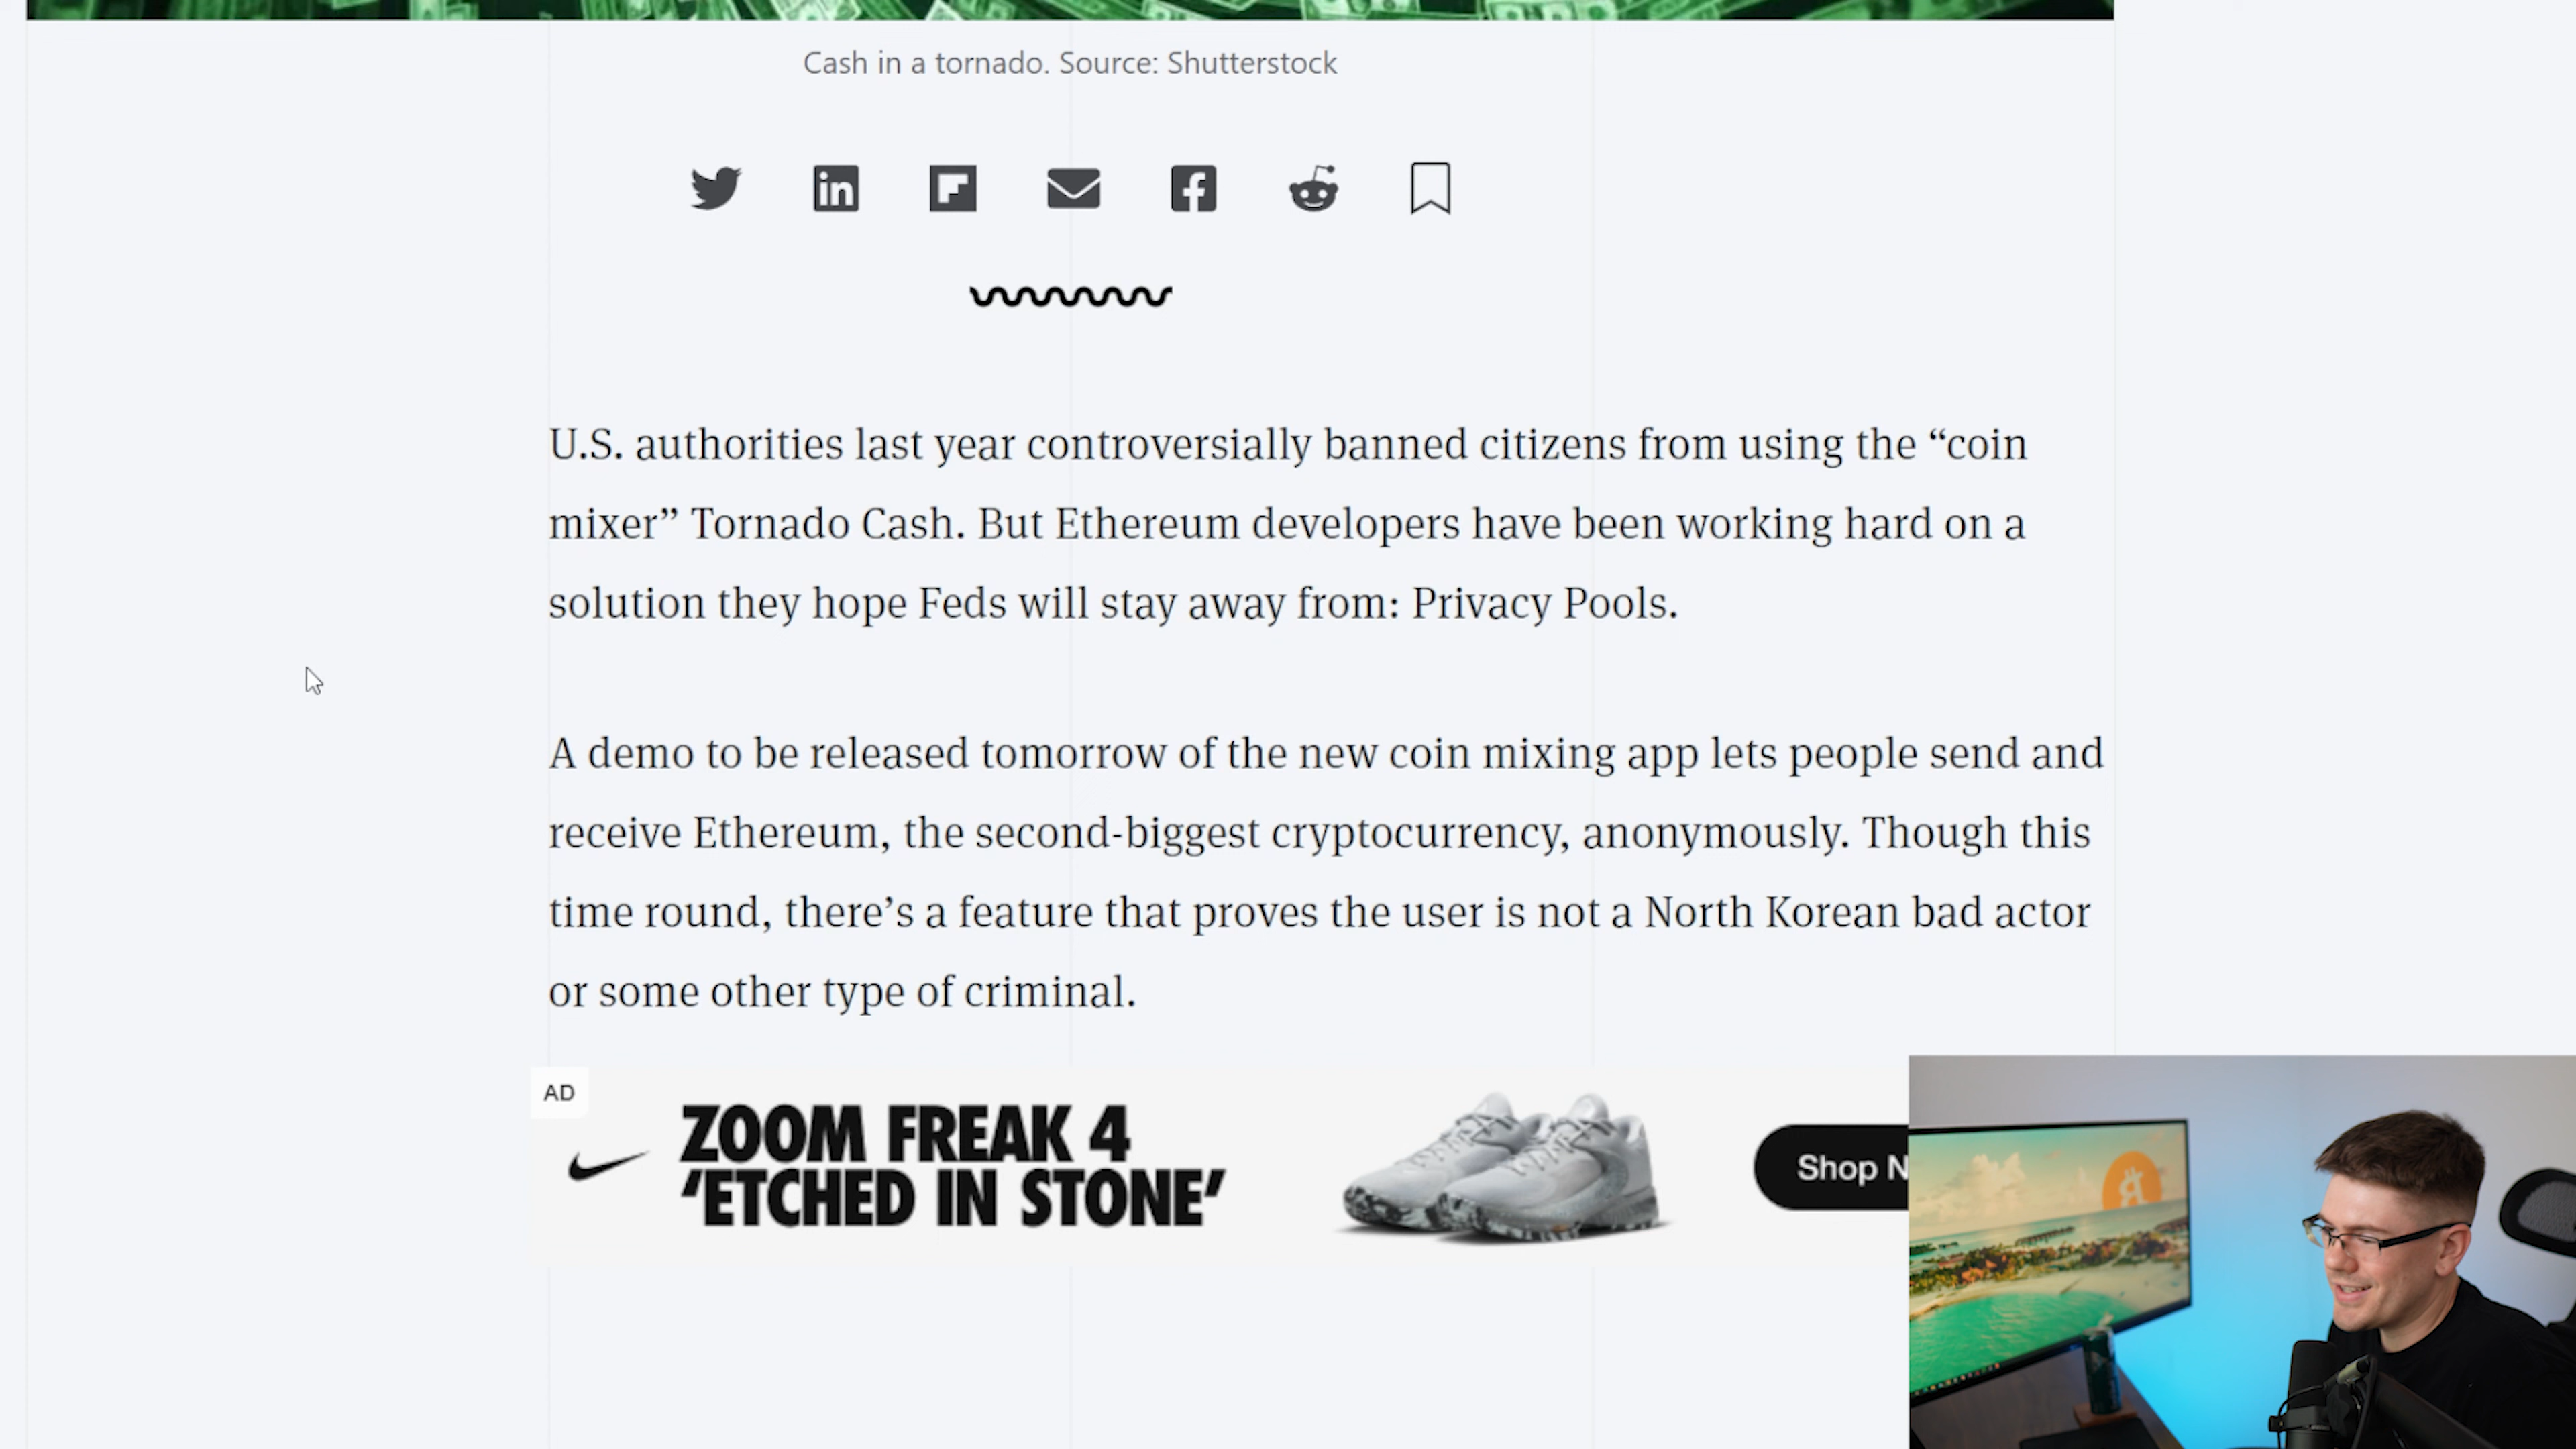 Cash in a tornado. Source: Shutterstock
U.S. authorities last year controversially banned citizens from using the “coin
mixer” Tornado Cash. But Ethereum developers have been working hard on a
solution they hope Feds will stay away from: Privacy Pools.
A demo to be released tomorrow of the new coin mixing app lets people send and
receive Ethereum, the second-biggest cryptocurrency, anonymously. Though this
time round, there’s a feature that proves the user is not a North Korean bad actor
or some other type of criminal.
AD
ZOOM FREAK 4
‘ETCHED IN STONE’
Shop N